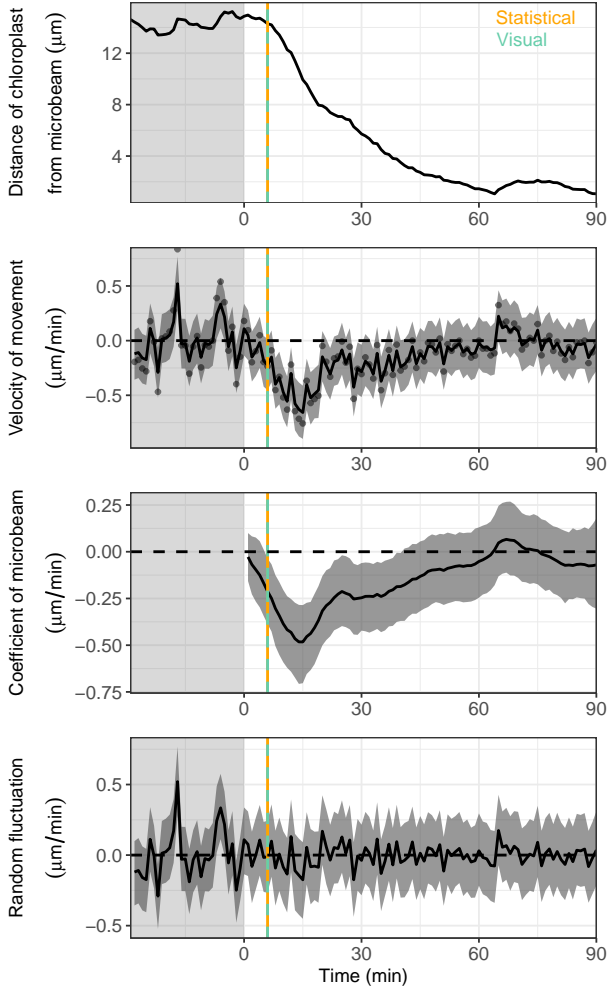 Distance of chloroplast
from microbeam (μm)
12
8
4
Statistical
Visual
0
30
60
90
Velocity of movement
(μm/min)
0.5
0.0
−0.5
0
30
60
90
Coefficient of microbeam
(μm/min)
0.25
0.00
−0.25
−0.50
−0.75
0
30
60
90
Random fluctuation
(μm/min)
0.5
0.0
−0.5
0
30
60
90
Time (min)